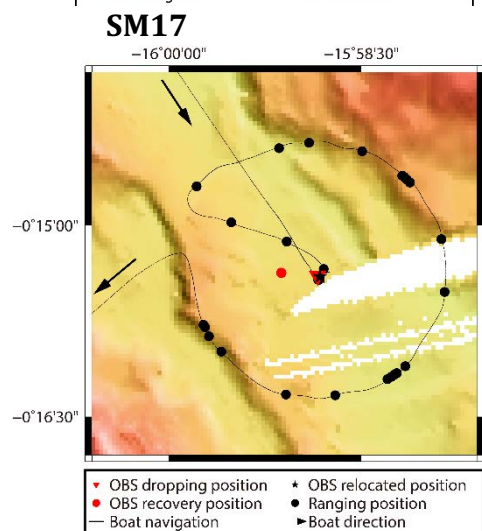 SM17
−16°00'00" −15°58'30"
−0°15'00"
−0°16'30"
OBS dropping position OBS relocated position
OBS recovery position Ranging position
Boat navigation Boat direction